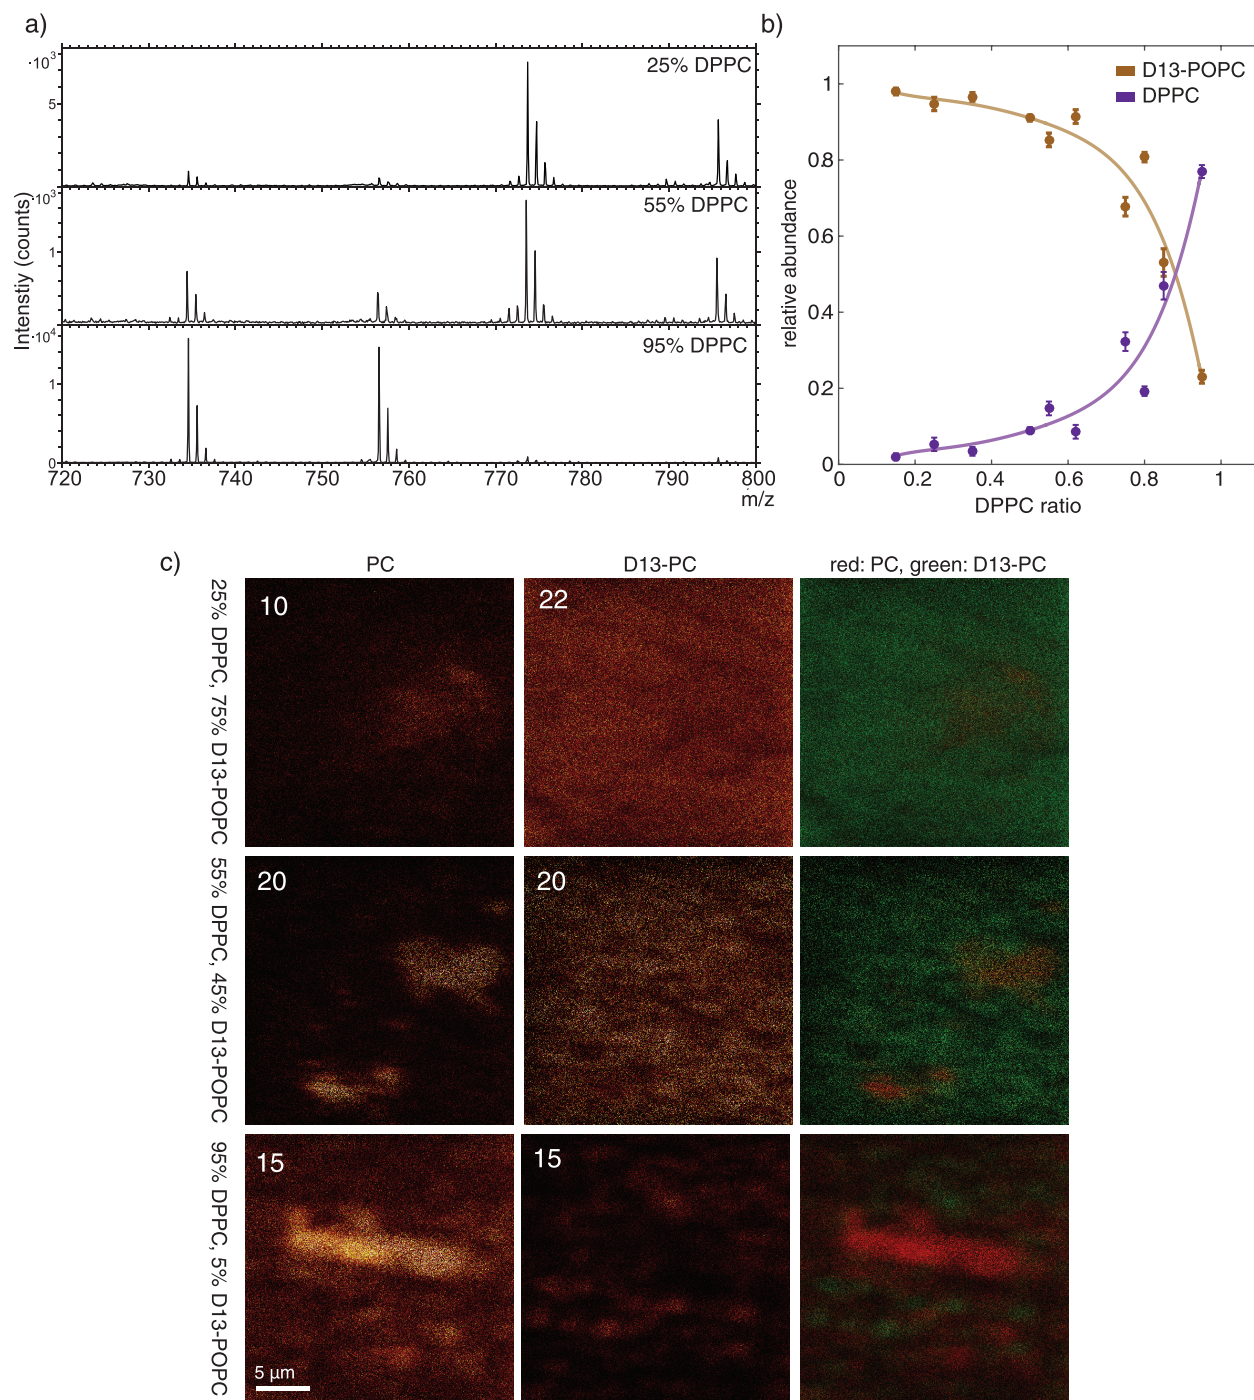 a)
b)
·10³
5
25% DPPC
·10³
1
55% DPPC
·10⁴
1
0
95% DPPC
Intenstiy (counts)
720 730 740 750 760 770 780 790 800
m/z
D13-POPC
DPPC
1
0.8
0.6
0.4
0.2
0
relative abundance
0 0.2 0.4 0.6 0.8 1
DPPC ratio
c)
PC
D13-PC
red: PC, green: D13-PC
25% DPPC, 75% D13-POPC
10
22
55% DPPC, 45% D13-POPC
20
20
95% DPPC, 5% D13-POPC
15
15
5 µm